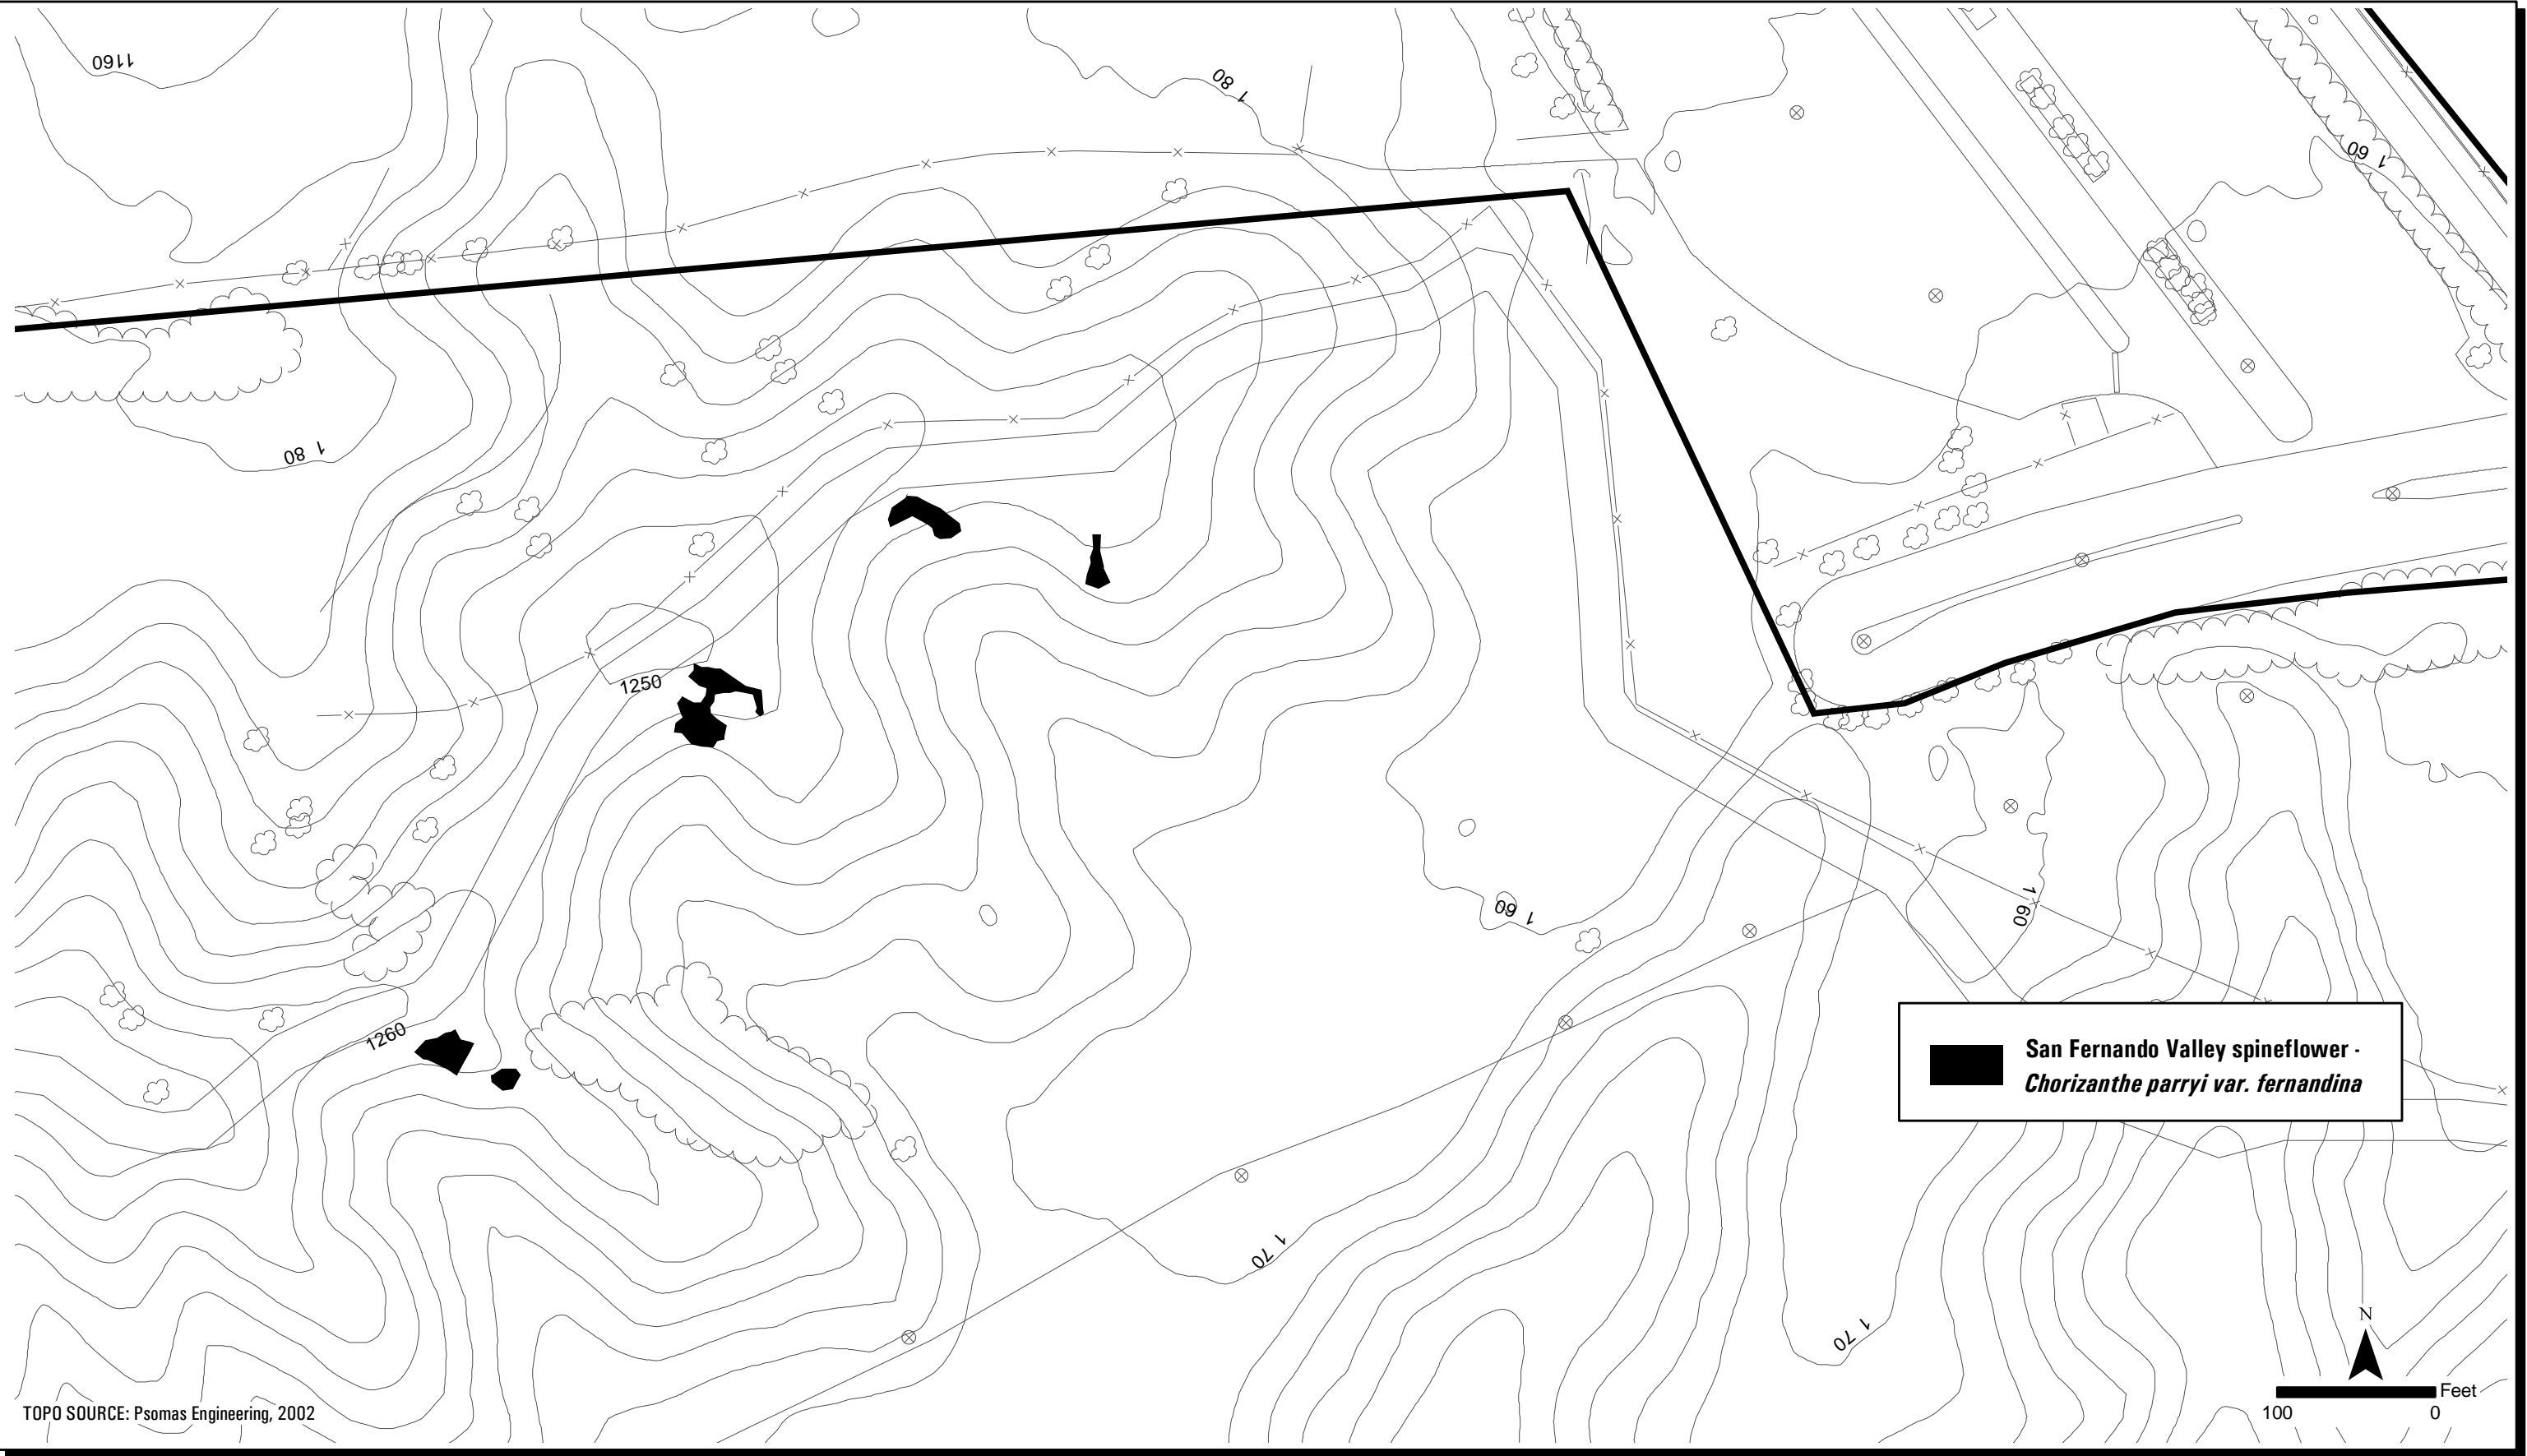 1160
1 80
1 60
1 80
1250
1 60
1 60
1260
San Fernando Valley spineflower -
Chorizanthe parryi var. fernandina
1 70
1 70
N
Feet
100 0
TOPO SOURCE: Psomas Engineering, 2002